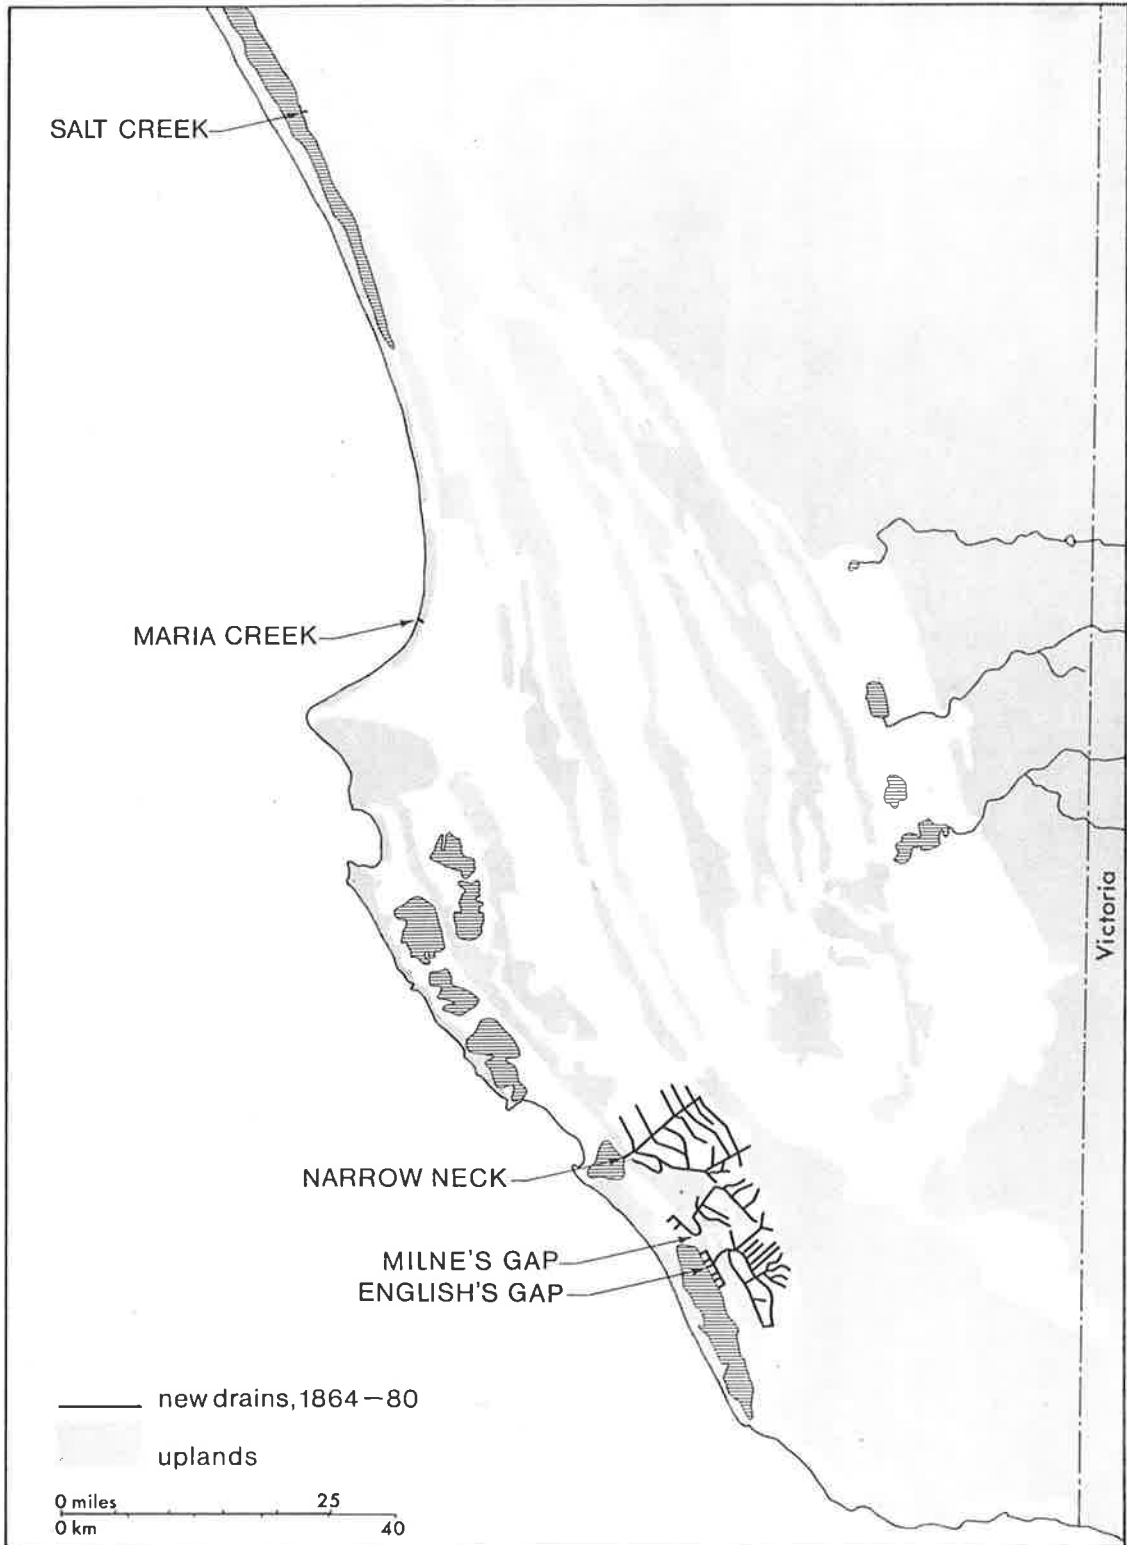 SALT CREEK
MARIA CREEK
Victoria
NARROW NECK
MILNE'S GAP
ENGLISH'S GAP
new drains, 1864–80
uplands
0 miles 25
0 km 40